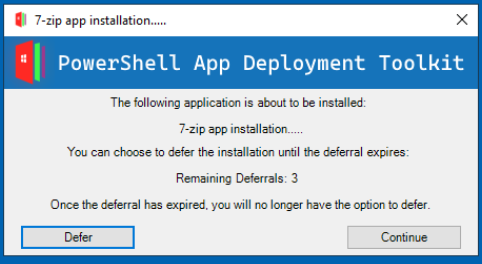 7-zip app installation.....
PowerShell App Deployment Toolkit
The following application is about to be installed:
7-zip app installation.....
You can choose to defer the installation until the deferral expires:
Remaining Deferrals: 3
Once the deferral has expired, you will no longer have the option to defer.
Defer
Continue